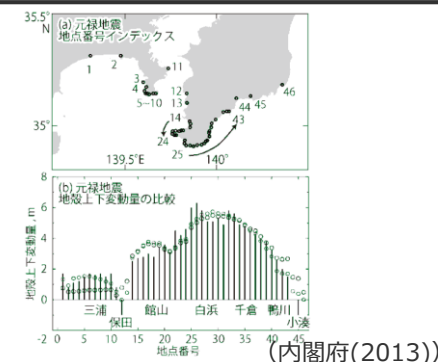 35.5°
N
(a) 元禄地震
地点番号インデックス
1
2
11
3
4
5-10
12
13
14
24
25
43
44
45
46
35°
139.5°E
140°
(b) 元禄地震
地殻上下変動量の比較
地殻上下変動量, m
8
6
4
2
0
-2
三浦
保田
館山
白浜
千倉
鴨川
小湊
0 5 10 15 20 25 30 35 40 45
地点番号
(内閣府(2013))